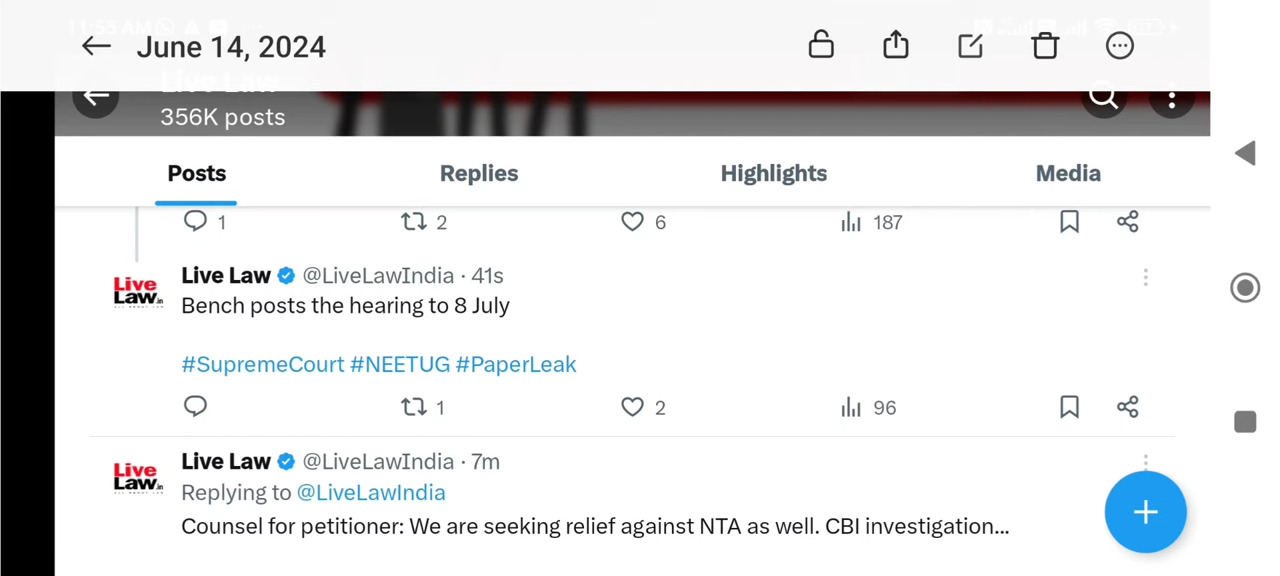 June 14, 2024
356K posts
Posts Replies Highlights Media
1 2 6 187
Live Law @LiveLawIndia · 41s
Bench posts the hearing to 8 July
#SupremeCourt #NEETUG #PaperLeak
1 2 96
Live Law @LiveLawIndia · 7m
Replying to @LiveLawIndia
Counsel for petitioner: We are seeking relief against NTA as well. CBI investigation...